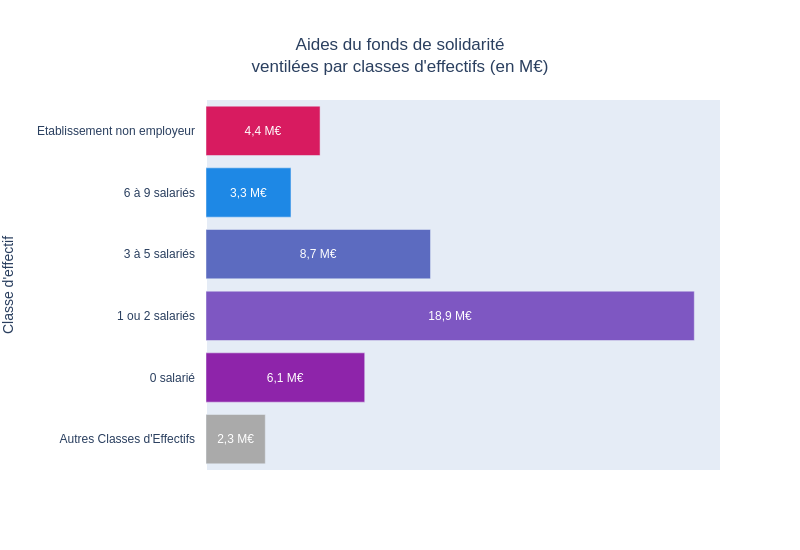 Aides du fonds de solidarité
ventilées par classes d'effectifs (en M€)
Classe d'effectif
Etablissement non employeur
4,4 M€
6 à 9 salariés
3,3 M€
3 à 5 salariés
8,7 M€
1 ou 2 salariés
18,9 M€
0 salarié
6,1 M€
Autres Classes d'Effectifs
2,3 M€